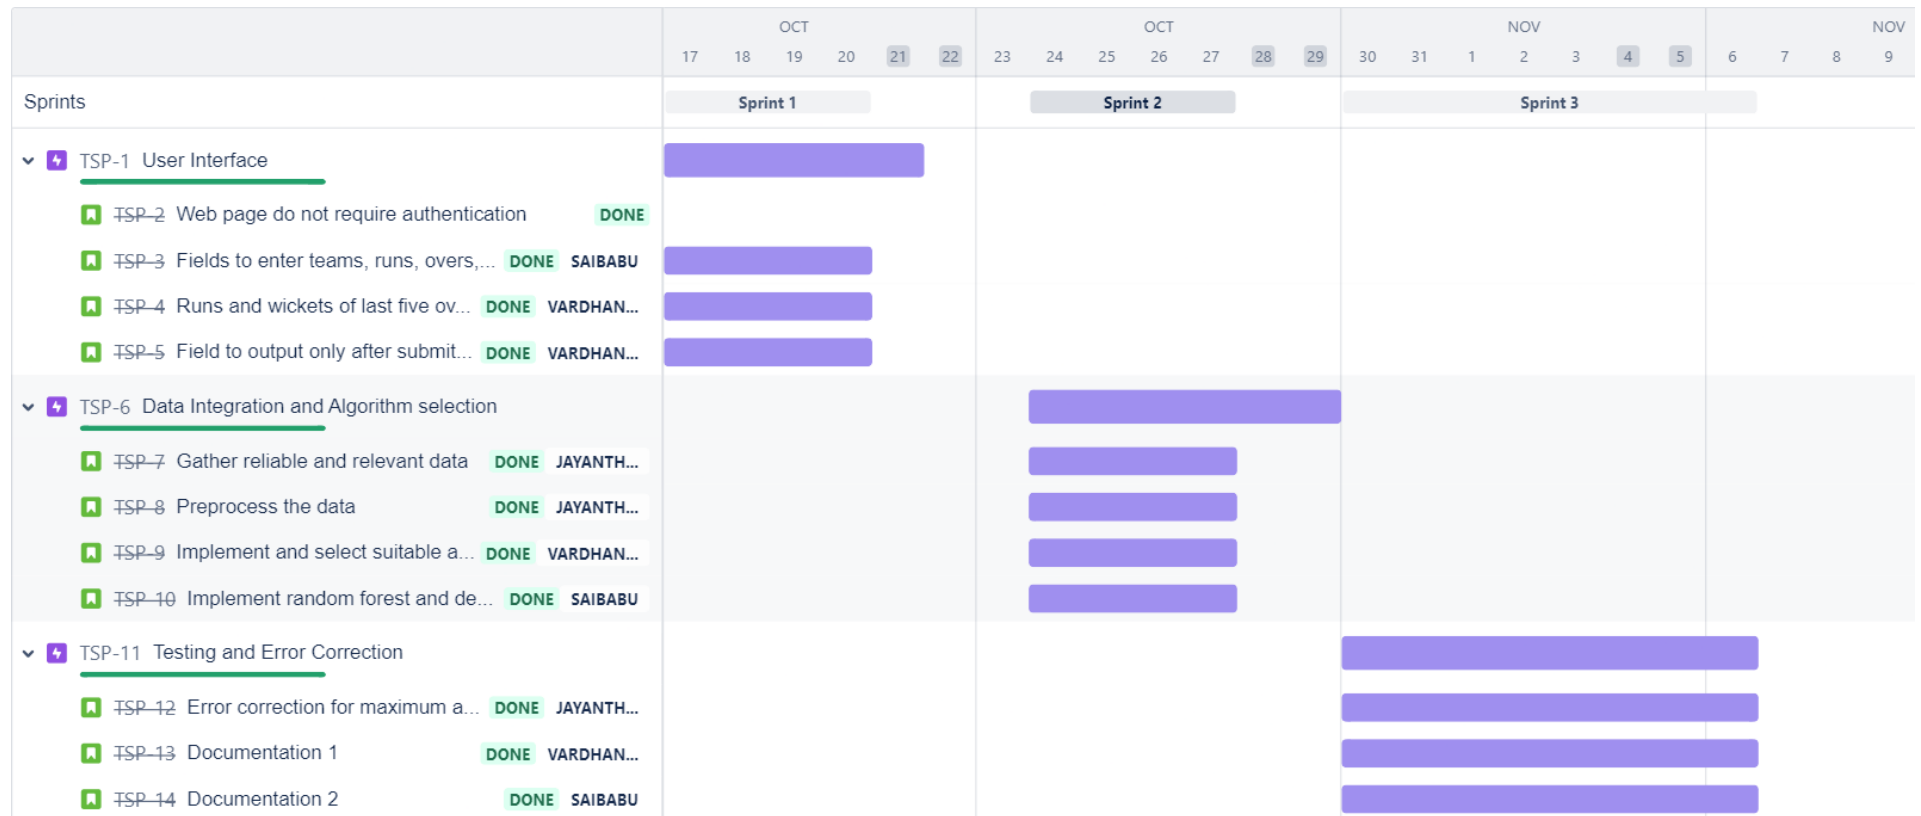 OCT OCT NOV NOV
17 18 19 20 21 22 23 24 25 26 27 28 29 30 31 1 2 3 4 5 6 7 8 9
Sprints Sprint 1 Sprint 2 Sprint 3
TSP-1 User Interface
TSP-2 Web page do not require authentication DONE
TSP-3 Fields to enter teams, runs, overs,... DONE SAIBABU
TSP-4 Runs and wickets of last five ov... DONE VARDHAN...
TSP-5 Field to output only after submit... DONE VARDHAN...
TSP-6 Data Integration and Algorithm selection
TSP-7 Gather reliable and relevant data DONE JAYANTH...
TSP-8 Preprocess the data DONE JAYANTH...
TSP-9 Implement and select suitable a... DONE VARDHAN...
TSP-10 Implement random forest and de... DONE SAIBABU
TSP-11 Testing and Error Correction
TSP-12 Error correction for maximum a... DONE JAYANTH...
TSP-13 Documentation 1 DONE VARDHAN...
TSP-14 Documentation 2 DONE SAIBABU